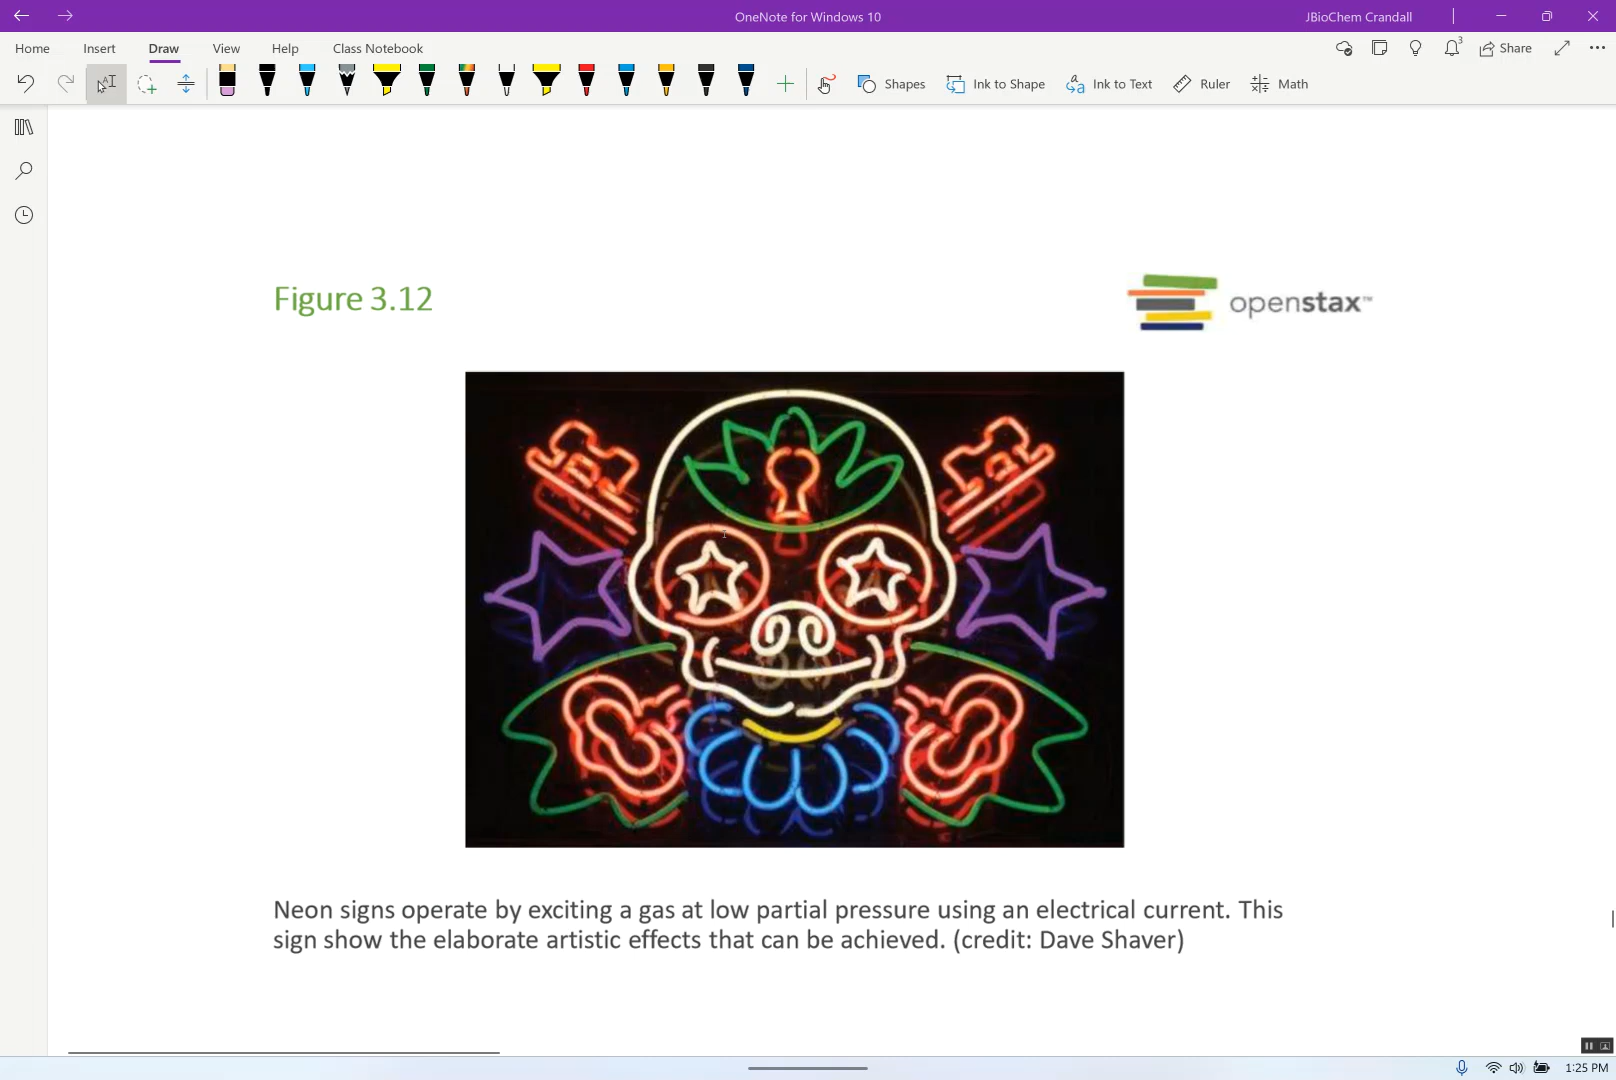 OneNote for Windows 10
JBioChem Crandall
Home Insert Draw View Help Class Notebook
3
Share
Shapes Ink to Shape Ink to Text Ruler Math
Figure 3.12
openstax™
Neon signs operate by exciting a gas at low partial pressure using an electrical current. This
sign show the elaborate artistic effects that can be achieved. (credit: Dave Shaver)
1:25 PM